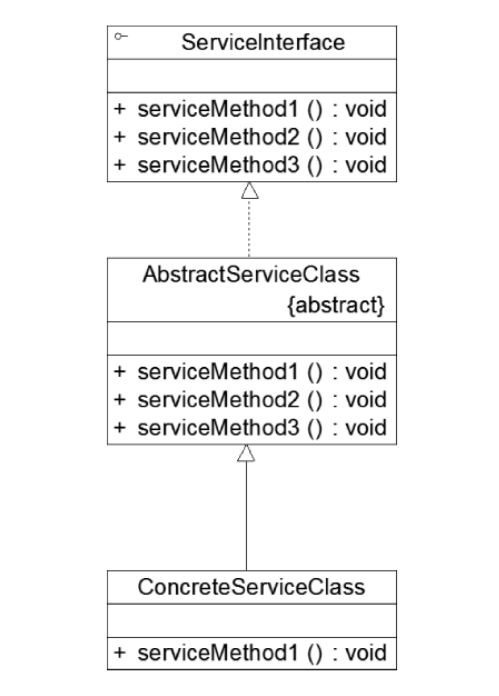 ServiceInterface
+ serviceMethod1 () : void
+ serviceMethod2 () : void
+ serviceMethod3 () : void
AbstractServiceClass
{abstract}
+ serviceMethod1 () : void
+ serviceMethod2 () : void
+ serviceMethod3 () : void
ConcreteServiceClass
+ serviceMethod1 () : void